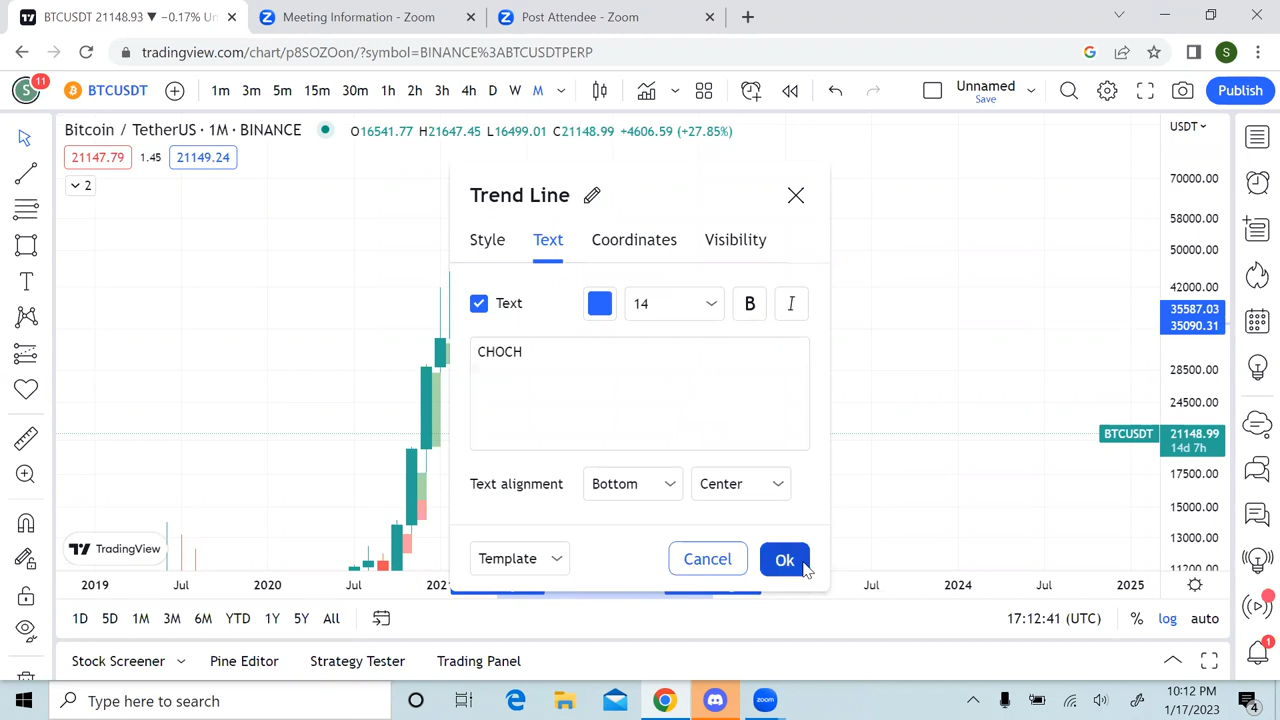 BTCUSDT 21148.93 ▼ −0.17% Un
Meeting Information - Zoom
Post Attendee - Zoom
tradingview.com/chart/p8SOZOon/?symbol=BINANCE%3ABTCUSDTPERP
S
S 11 BTCUSDT 1m 3m 5m 15m 30m 1h 2h 3h 4h D W M
Unnamed
Save
Publish
Bitcoin / TetherUS · 1M · BINANCE
O16541.77 H21647.45 L16499.01 C21148.99 +4606.59 (+27.85%)
USDT
21147.79 1.45 21149.24
2
70000.00
58000.00
50000.00
42000.00
35587.03
35090.31
28500.00
24500.00
BTCUSDT 21148.99
14d 7h
17500.00
15000.00
13000.00
11200.00
Trend Line
Style Text Coordinates Visibility
Text 14 B I
CHOCH
Text alignment Bottom Center
Template Cancel Ok
TradingView
2019 Jul 2020 Jul 2021 Jul 2024 Jul 2025
1D 5D 1M 3M 6M YTD 1Y 5Y All
17:12:41 (UTC) % log auto
Stock Screener Pine Editor Strategy Tester Trading Panel
1
Type here to search
zoom
10:12 PM
1/17/2023
4